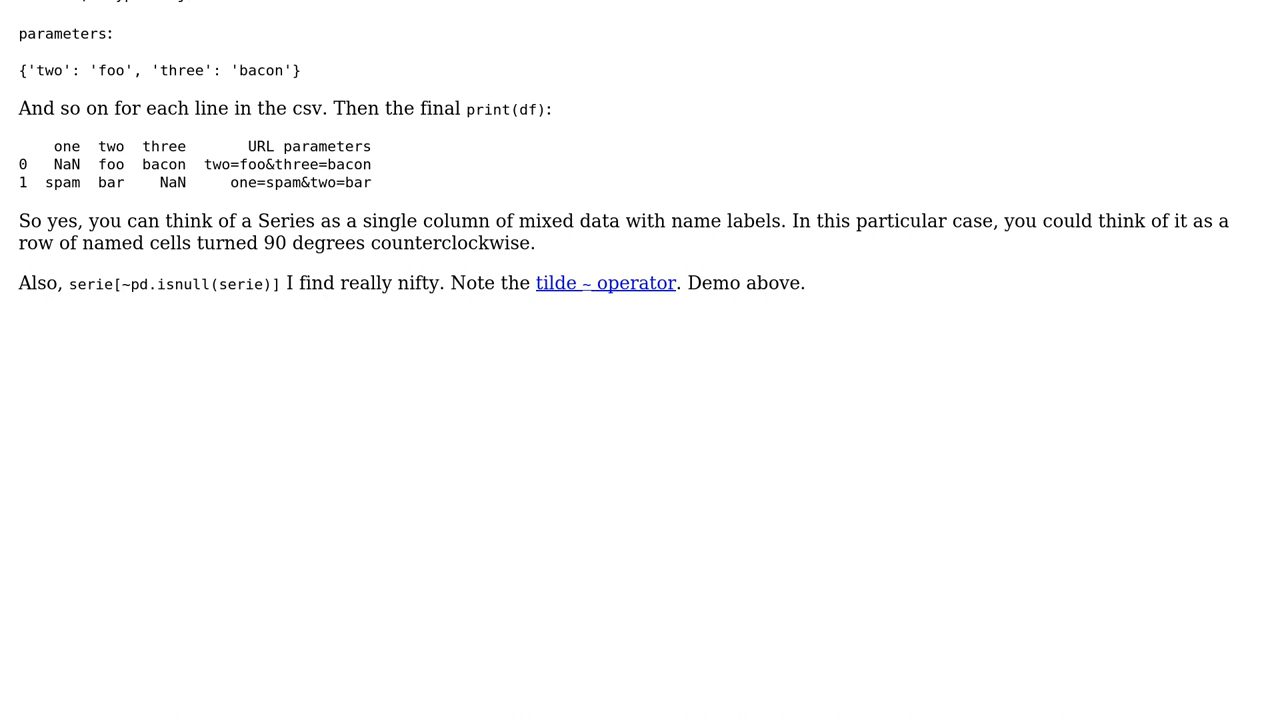 parameters:
{'two': 'foo', 'three': 'bacon'}
And so on for each line in the csv. Then the final print(df):
one two three URL parameters
0 NaN foo bacon two=foo&three=bacon
1 spam bar NaN one=spam&two=bar
So yes, you can think of a Series as a single column of mixed data with name labels. In this particular case, you could think of it as a
row of named cells turned 90 degrees counterclockwise.
Also, serie[~pd.isnull(serie)] I find really nifty. Note the tilde ~ operator. Demo above.